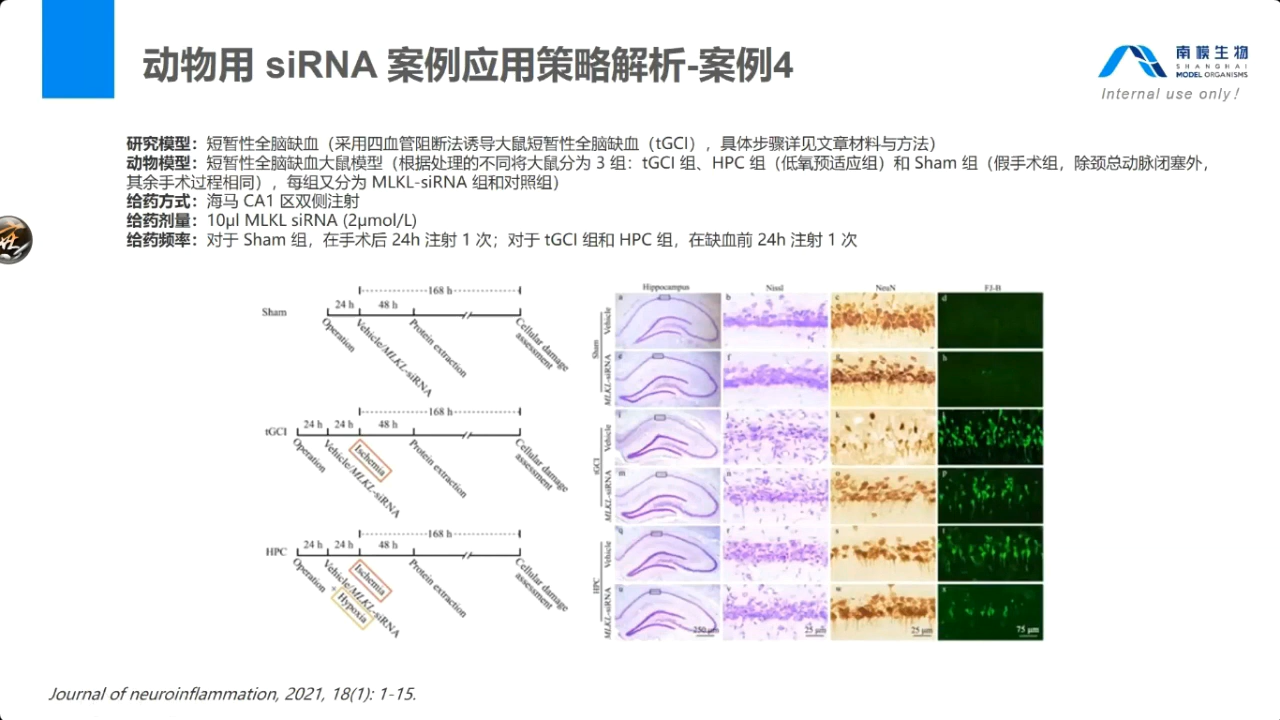 动物用 siRNA 案例应用策略解析-案例4
南模生物
SHANGHAI
MODEL ORGANISMS
Internal use only!
研究模型：短暂性全脑缺血（采用四血管阻断法诱导大鼠短暂性全脑缺血（tGCI），具体步骤详见文章材料与方法）
动物模型：短暂性全脑缺血大鼠模型（根据处理的不同将大鼠分为 3 组：tGCI 组、HPC 组（低氧预适应组）和 Sham 组（假手术组，除颈总动脉闭塞外，
其余手术过程相同），每组又分为 MLKL-siRNA 组和对照组）
给药方式：海马 CA1 区双侧注射
给药剂量：10μl MLKL siRNA (2μmol/L)
给药频率：对于 Sham 组，在手术后 24h 注射 1 次；对于 tGCI 组和 HPC 组，在缺血前 24h 注射 1 次
168 h
24 h 48 h
Sham
Operation
Vehicle/MLKL-siRNA
Protein extraction
Cellular damage
assessment
168 h
24 h 24 h 48 h
tGCI
Operation
Vehicle/MLKL-siRNA
Ischemia
Protein extraction
Cellular damage
assessment
168 h
24 h 24 h 48 h
HPC
Operation
Vehicle/MLKL-siRNA
+
Hypoxia
Ischemia
Protein extraction
Cellular damage
assessment
Hippocampus Nissl NeuN FJ-B
Sham
Vehicle
a b c d
MLKL-siRNA
e f g h
tGCI
Vehicle
i j k l
MLKL-siRNA
m n o p
HPC
Vehicle
q r s t
MLKL-siRNA
u v w x
250 μm 25 μm 25 μm 75 μm
Journal of neuroinflammation, 2021, 18(1): 1-15.